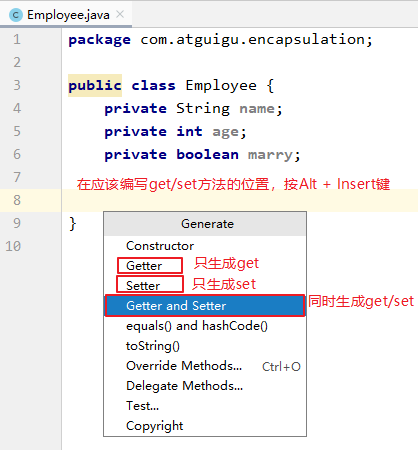 Employee.java
1 package com.atguigu.encapsulation;
2
3 public class Employee {
4 private String name;
5 private int age;
6 private boolean marry;
7 在应该编写get/set方法的位置，按Alt + Insert键
8
9 }
10
Generate
Constructor
Getter 只生成get
Setter 只生成set
Getter and Setter 同时生成get/set
equals() and hashCode()
toString()
Override Methods... Ctrl+O
Delegate Methods...
Test...
Copyright